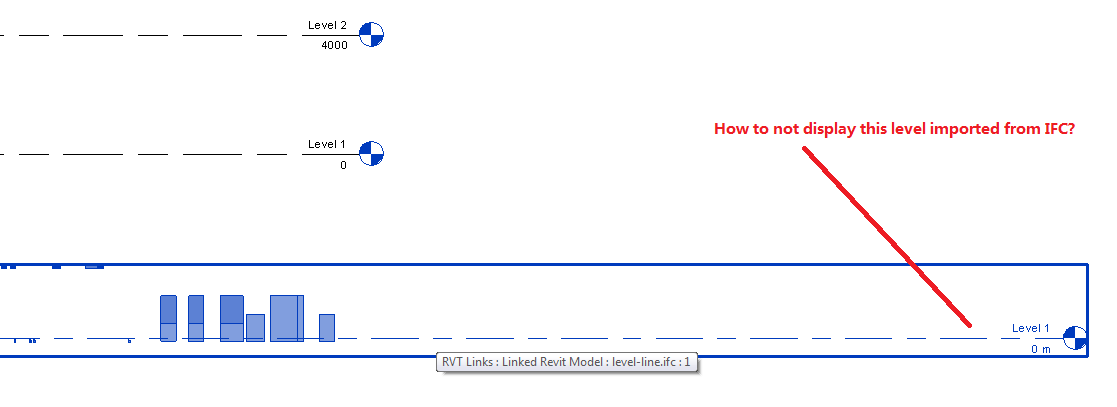 Level 2
4000
How to not display this level imported from IFC?
Level 1
0
Level 1
0 m
RVT Links : Linked Revit Model : level-line.ifc : 1